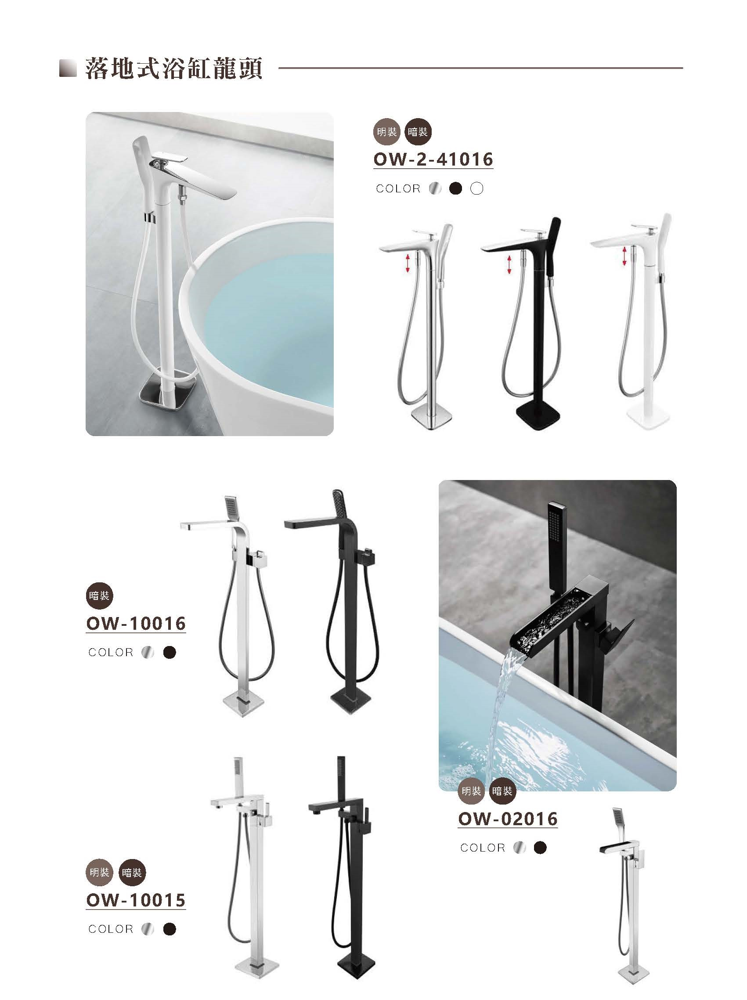 落地式浴缸龍頭
明裝 暗裝
OW-2-41016
COLOR
暗裝
OW-10016
COLOR
明裝 暗裝
OW-02016
COLOR
明裝 暗裝
OW-10015
COLOR